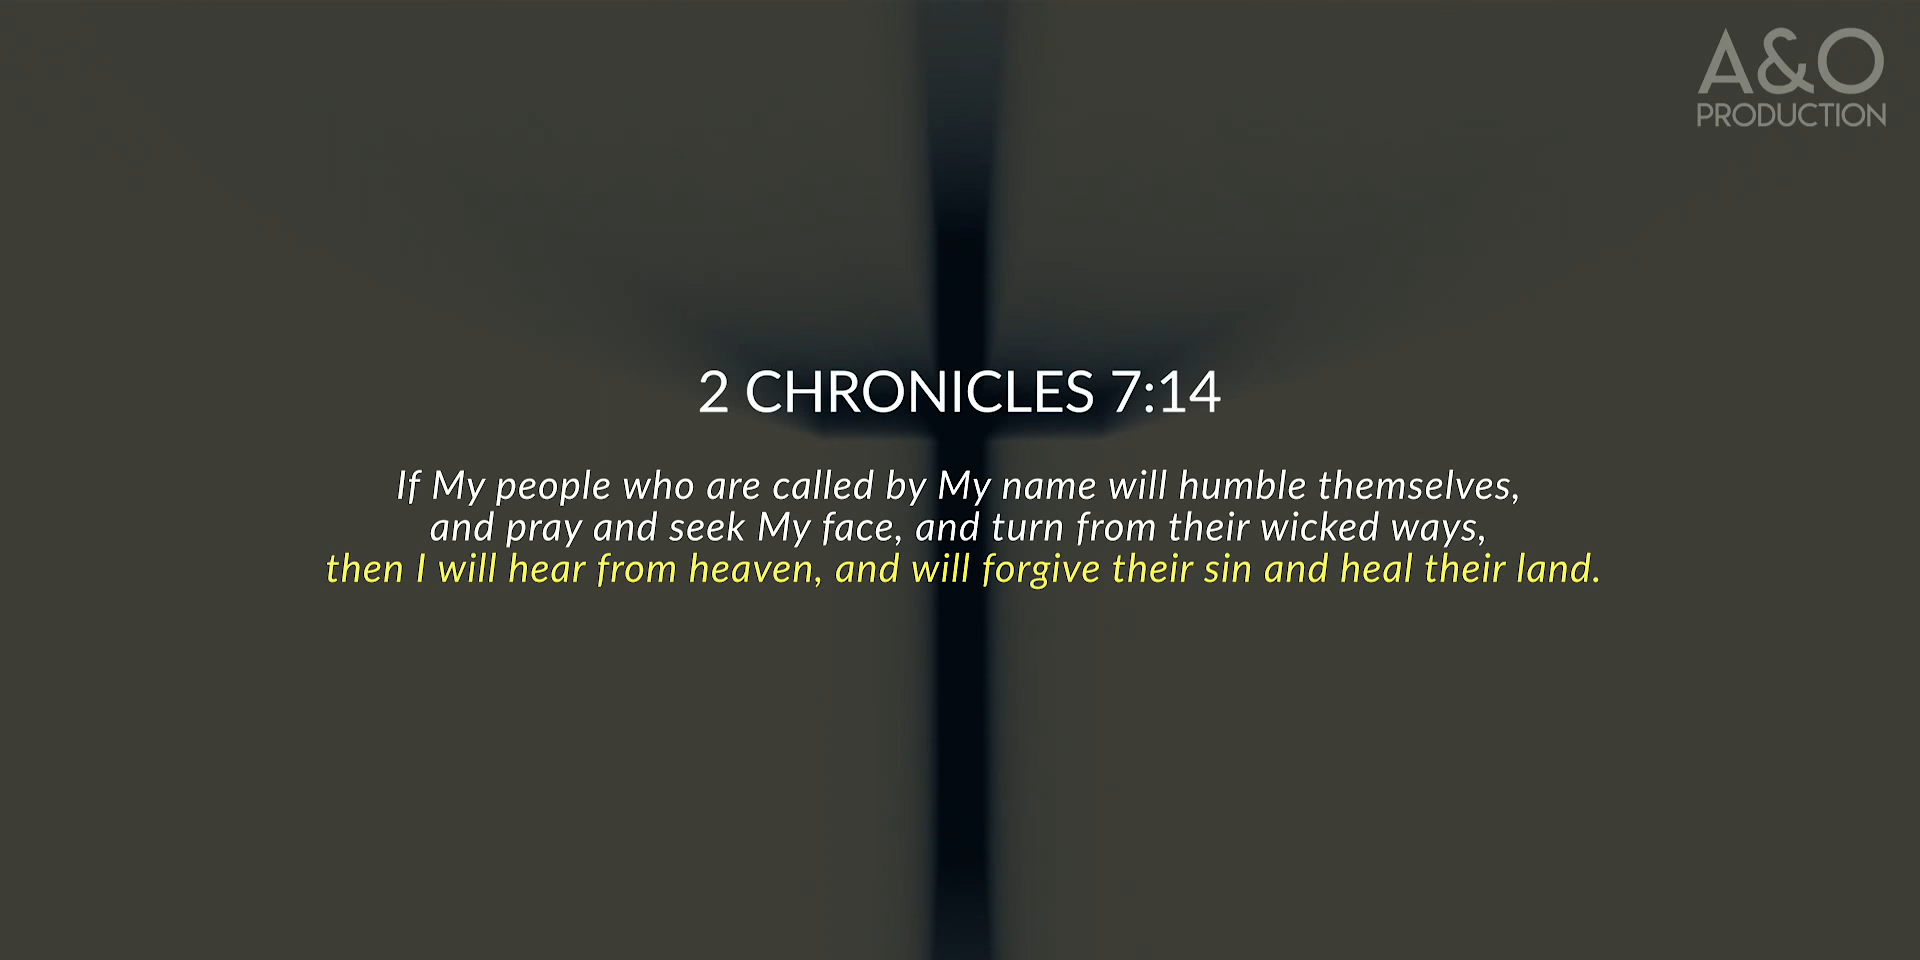 A&O
PRODUCTION
2 CHRONICLES 7:14
If My people who are called by My name will humble themselves,
and pray and seek My face, and turn from their wicked ways,
then I will hear from heaven, and will forgive their sin and heal their land.